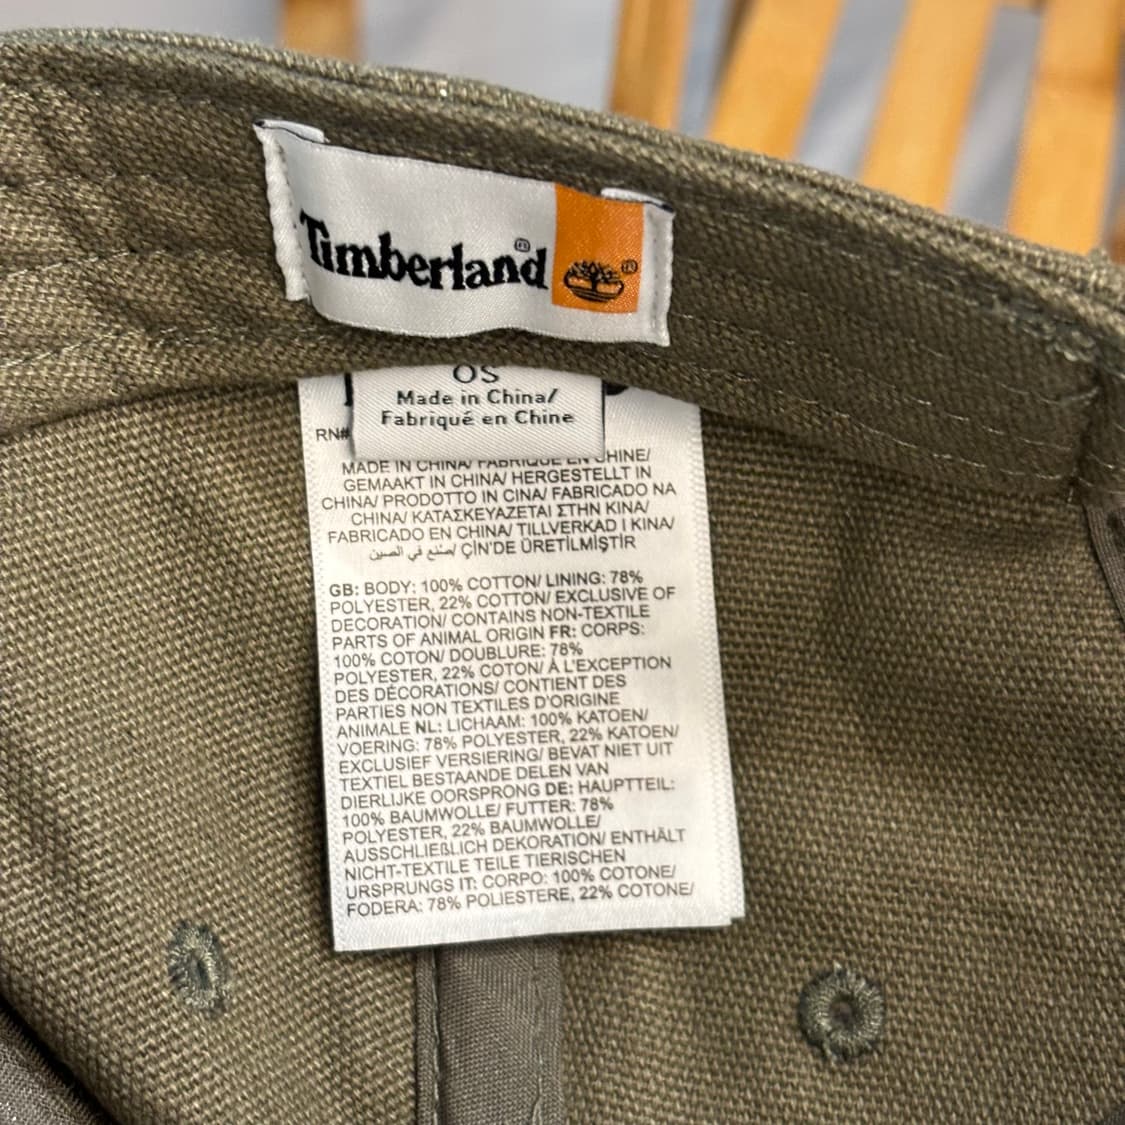 Timberland®
®
OS
Made in China/
Fabriqué en Chine
RN#
MADE IN CHINA/ FABRIQUÉ EN CHINE/
GEMAAKT IN CHINA/ HERGESTELLT IN
CHINA/ PRODOTTO IN CINA/ FABRICADO NA
CHINA/ ΚΑΤΑΣΚΕΥΑΖΕΤΑΙ ΣΤΗΝ ΚΙΝΑ/
FABRICADO EN CHINA/ TILLVERKAD I KINA/
صنع في الصين/ ÇİN'DE ÜRETİLMİŞTİR
GB: BODY: 100% COTTON/ LINING: 78%
POLYESTER, 22% COTTON/ EXCLUSIVE OF
DECORATION/ CONTAINS NON-TEXTILE
PARTS OF ANIMAL ORIGIN FR: CORPS:
100% COTON/ DOUBLURE: 78%
POLYESTER, 22% COTON/ À L'EXCEPTION
DES DÉCORATIONS/ CONTIENT DES
PARTIES NON TEXTILES D'ORIGINE
ANIMALE NL: LICHAAM: 100% KATOEN/
VOERING: 78% POLYESTER, 22% KATOEN/
EXCLUSIEF VERSIERING/ BEVAT NIET UIT
TEXTIEL BESTAANDE DELEN VAN
DIERLIJKE OORSPRONG DE: HAUPTTEIL:
100% BAUMWOLLE/ FUTTER: 78%
POLYESTER, 22% BAUMWOLLE/
AUSSCHLIEßLICH DEKORATION/ ENTHÄLT
NICHT-TEXTILE TEILE TIERISCHEN
URSPRUNGS IT: CORPO: 100% COTONE/
FODERA: 78% POLIESTERE, 22% COTONE/